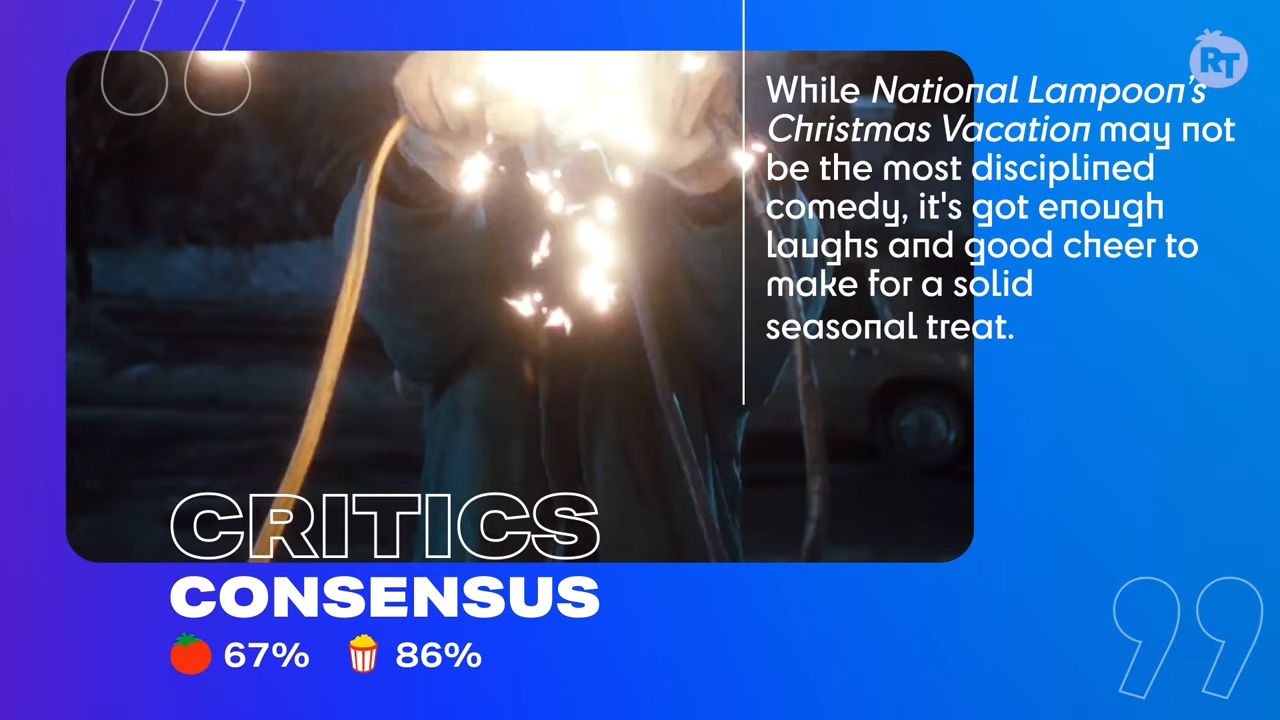 RT
While National Lampoon's
Christmas Vacation may not
be the most disciplined
comedy, it's got enough
laughs and good cheer to
make for a solid
seasonal treat.
CRITICS
CONSENSUS
67% 86%